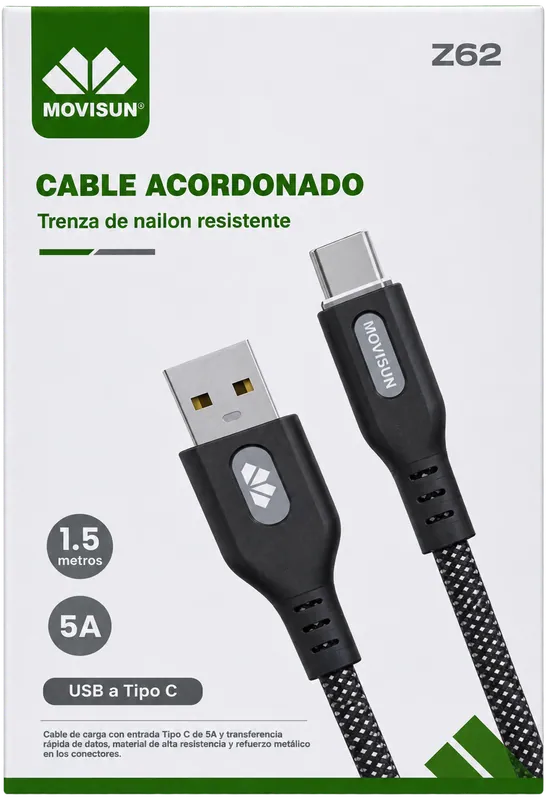 MOVISUN®
Z62
CABLE ACORDONADO
Trenza de nailon resistente
MOVISUN
1.5
metros
5A
USB a Tipo C
Cable de carga con entrada Tipo C de 5A y transferencia
rápida de datos, material de alta resistencia y refuerzo metálico
en los conectores.